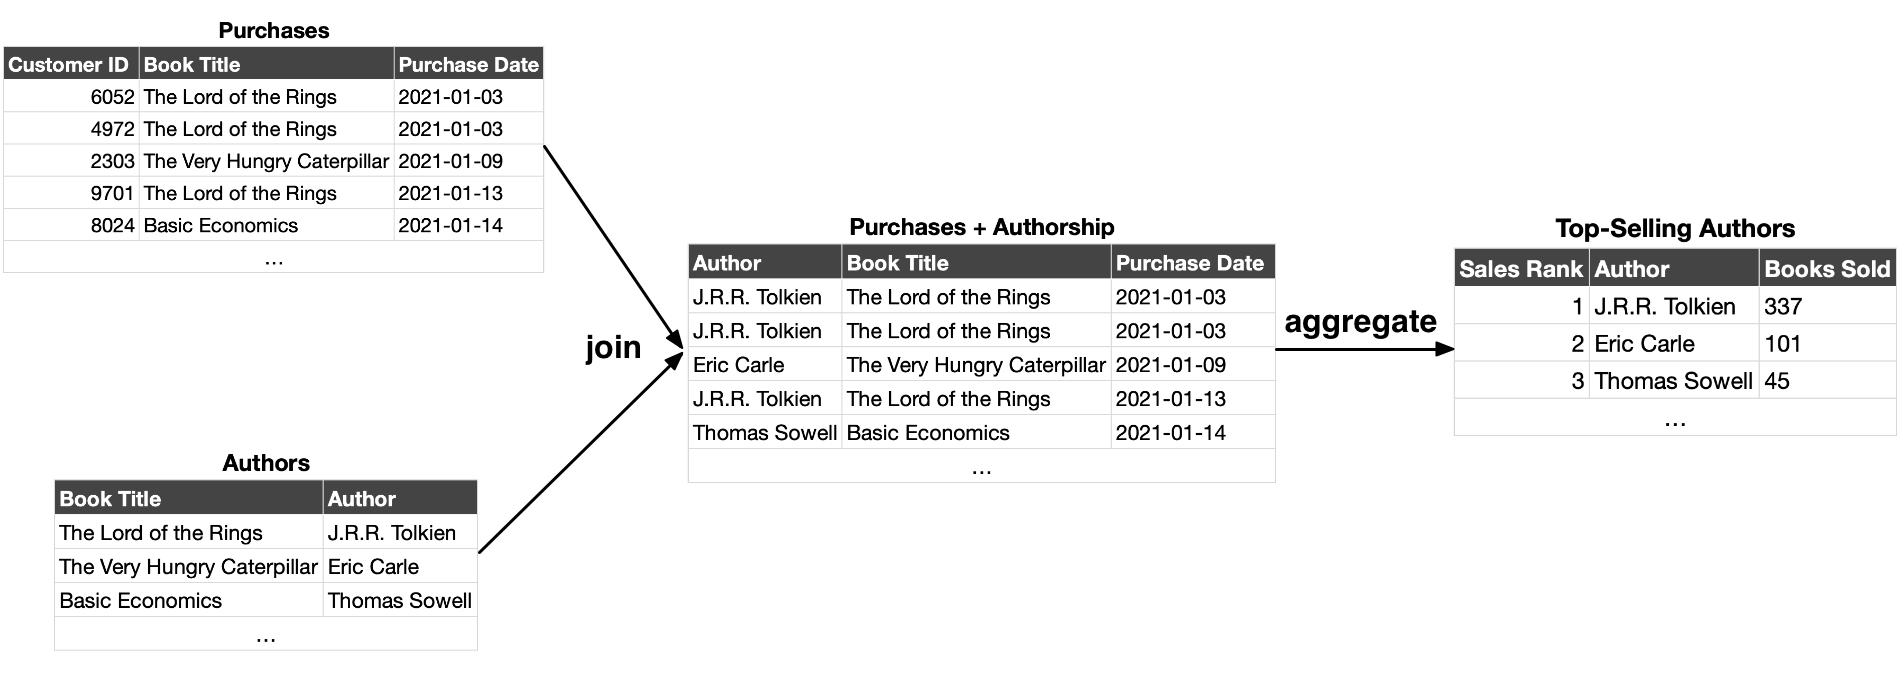 Purchases
Customer ID Book Title Purchase Date
6052 The Lord of the Rings 2021-01-03
4972 The Lord of the Rings 2021-01-03
2303 The Very Hungry Caterpillar 2021-01-09
9701 The Lord of the Rings 2021-01-13
8024 Basic Economics 2021-01-14
...
Authors
Book Title Author
The Lord of the Rings J.R.R. Tolkien
The Very Hungry Caterpillar Eric Carle
Basic Economics Thomas Sowell
...
join
Purchases + Authorship
Author Book Title Purchase Date
J.R.R. Tolkien The Lord of the Rings 2021-01-03
J.R.R. Tolkien The Lord of the Rings 2021-01-03
Eric Carle The Very Hungry Caterpillar 2021-01-09
J.R.R. Tolkien The Lord of the Rings 2021-01-13
Thomas Sowell Basic Economics 2021-01-14
...
aggregate
Top-Selling Authors
Sales Rank Author Books Sold
1 J.R.R. Tolkien 337
2 Eric Carle 101
3 Thomas Sowell 45
...